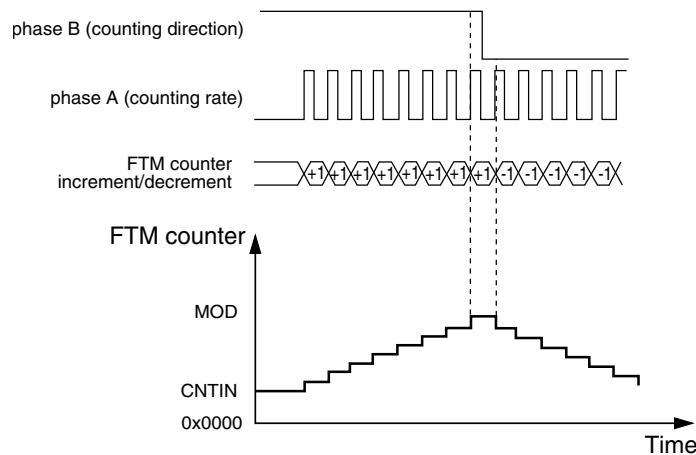 phase B (counting direction)
phase A (counting rate)
FTM counter
increment/decrement
+1 +1 +1 +1 +1 +1 +1 +1 -1 -1 -1 -1 -1
FTM counter
MOD
CNTIN
0x0000
Time